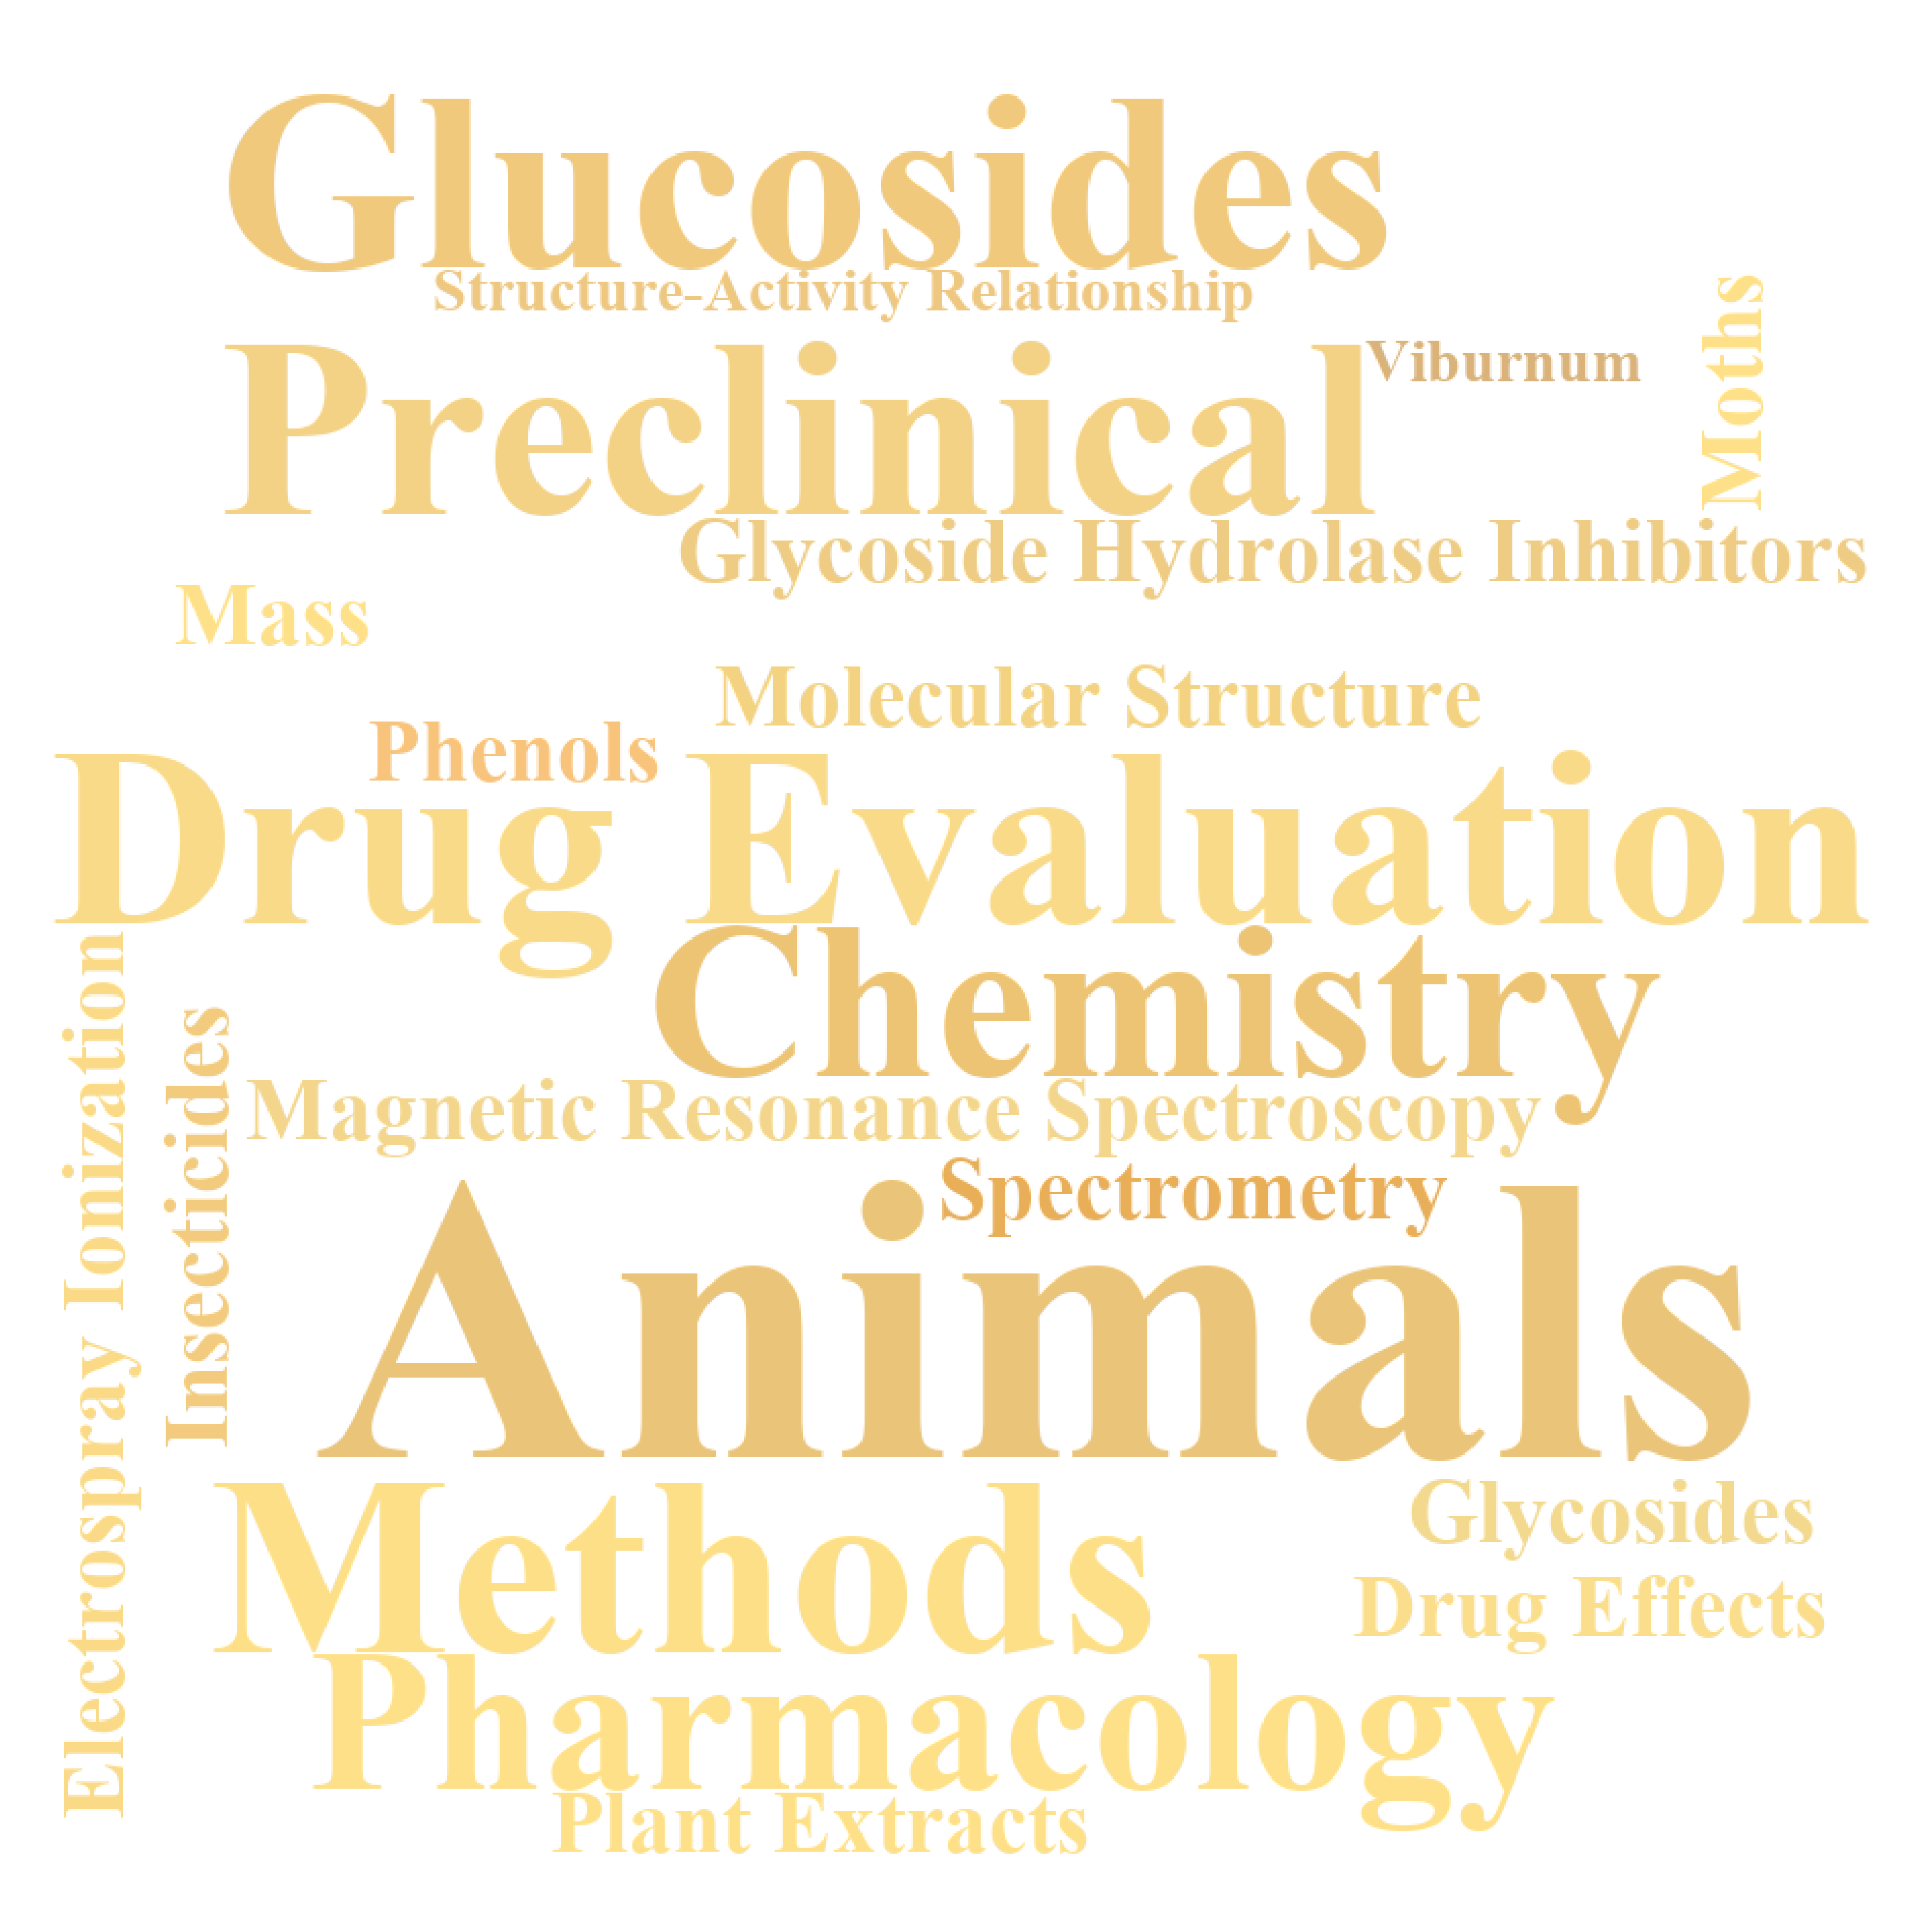 Glucosides
Structure-Activity Relationship
Preclinical
Viburnum
Moths
Glycoside Hydrolase Inhibitors
Mass
Molecular Structure
Phenols
Drug Evaluation
Chemistry
Electrospray Ionization
Insecticides
Magnetic Resonance Spectroscopy
Spectrometry
Animals
Methods
Glycosides
Drug Effects
Pharmacology
Plant Extracts